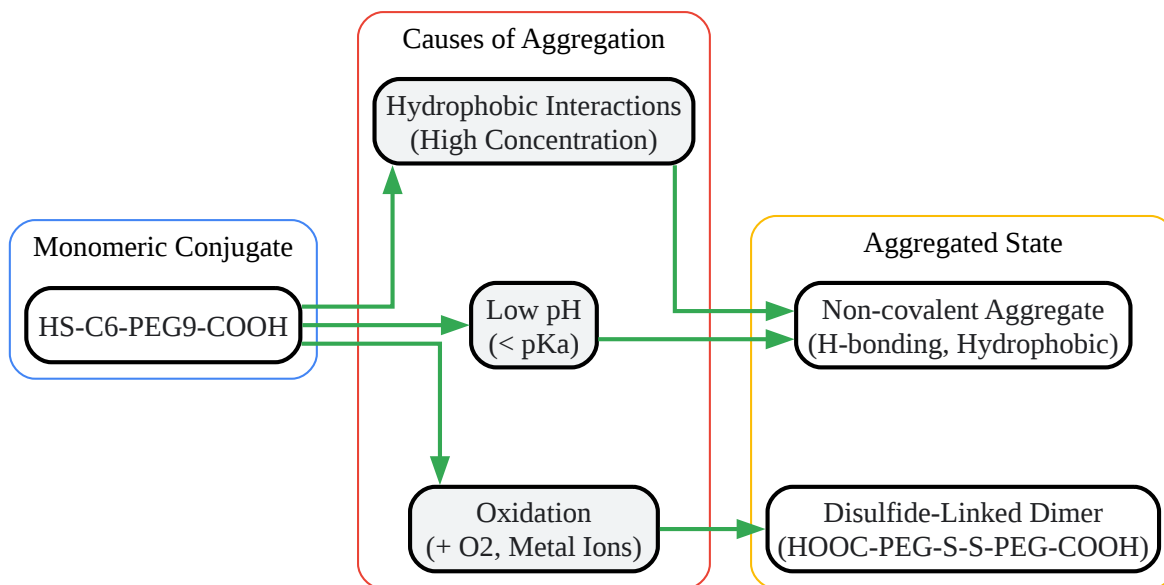 Causes of Aggregation
Hydrophobic Interactions
(High Concentration)
Monomeric Conjugate
HS-C6-PEG9-COOH
Low pH
(< pKa)
Oxidation
(+ O2, Metal Ions)
Aggregated State
Non-covalent Aggregate
(H-bonding, Hydrophobic)
Disulfide-Linked Dimer
(HOOC-PEG-S-S-PEG-COOH)